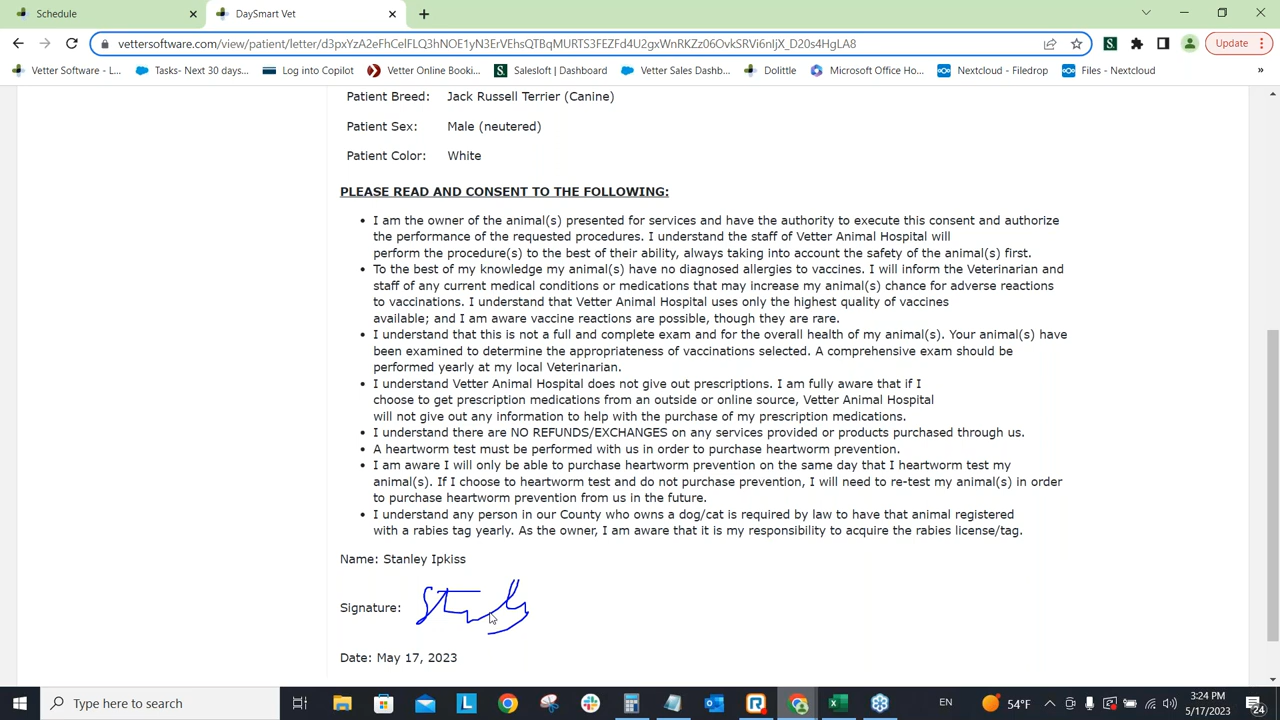 Schedule
DaySmart Vet
vettersoftware.com/view/patient/letter/d3pxYzA2eFhCelFLQ3hNOE1yN3ErVEhsQTBqMURTS3FEZFd4U2gxWnRKZz06OvkSRVi6nIjX_D20s4HgLA8
Update
Vetter Software - L... Tasks- Next 30 days... Log into Copilot Vetter Online Booki... Salesloft | Dashboard Vetter Sales Dashb... Dolittle Microsoft Office Ho... Nextcloud - Filedrop Files - Nextcloud »
Patient Breed: Jack Russell Terrier (Canine)
Patient Sex: Male (neutered)
Patient Color: White
PLEASE READ AND CONSENT TO THE FOLLOWING:
• I am the owner of the animal(s) presented for services and have the authority to execute this consent and authorize
the performance of the requested procedures. I understand the staff of Vetter Animal Hospital will
perform the procedure(s) to the best of their ability, always taking into account the safety of the animal(s) first.
• To the best of my knowledge my animal(s) have no diagnosed allergies to vaccines. I will inform the Veterinarian and
staff of any current medical conditions or medications that may increase my animal(s) chance for adverse reactions
to vaccinations. I understand that Vetter Animal Hospital uses only the highest quality of vaccines
available; and I am aware vaccine reactions are possible, though they are rare.
• I understand that this is not a full and complete exam and for the overall health of my animal(s). Your animal(s) have
been examined to determine the appropriateness of vaccinations selected. A comprehensive exam should be
performed yearly at my local Veterinarian.
• I understand Vetter Animal Hospital does not give out prescriptions. I am fully aware that if I
choose to get prescription medications from an outside or online source, Vetter Animal Hospital
will not give out any information to help with the purchase of my prescription medications.
• I understand there are NO REFUNDS/EXCHANGES on any services provided or products purchased through us.
• A heartworm test must be performed with us in order to purchase heartworm prevention.
• I am aware I will only be able to purchase heartworm prevention on the same day that I heartworm test my
animal(s). If I choose to heartworm test and do not purchase prevention, I will need to re-test my animal(s) in order
to purchase heartworm prevention from us in the future.
• I understand any person in our County who owns a dog/cat is required by law to have that animal registered
with a rabies tag yearly. As the owner, I am aware that it is my responsibility to acquire the rabies license/tag.
Name: Stanley Ipkiss
Signature:
Date: May 17, 2023
Type here to search
54°F
EN
3:24 PM
5/17/2023
24